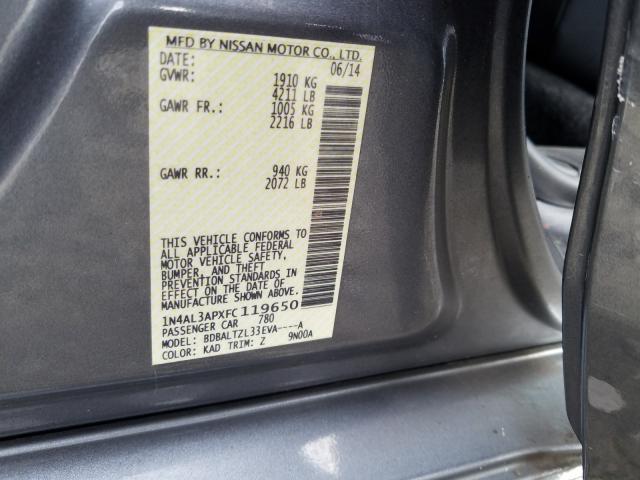 MFD BY NISSAN MOTOR CO., LTD.
DATE: 06/14
GVWR: 1910 KG
4211 LB
GAWR FR.: 1005 KG
2216 LB
GAWR RR.: 940 KG
2072 LB
THIS VEHICLE CONFORMS TO
ALL APPLICABLE FEDERAL
MOTOR VEHICLE SAFETY,
BUMPER, AND THEFT
PREVENTION STANDARDS IN
EFFECT ON THE DATE OF
MANUFACTURE SHOWN ABOVE.
1N4AL3APXFC119650
PASSENGER CAR 780
MODEL: BDBALTZL33EVA----A
COLOR: KAD TRIM: Z 9N00A